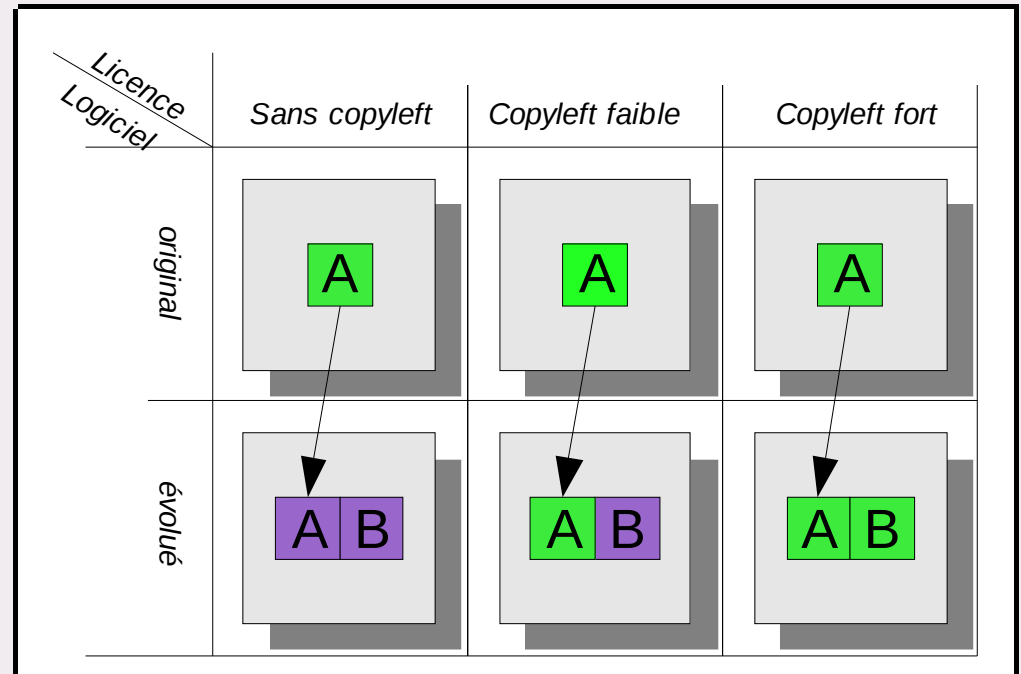 Licence
Logiciel
Sans copyleft
Copyleft faible
Copyleft fort
original
A
A
A
évolué
A B
A B
A B